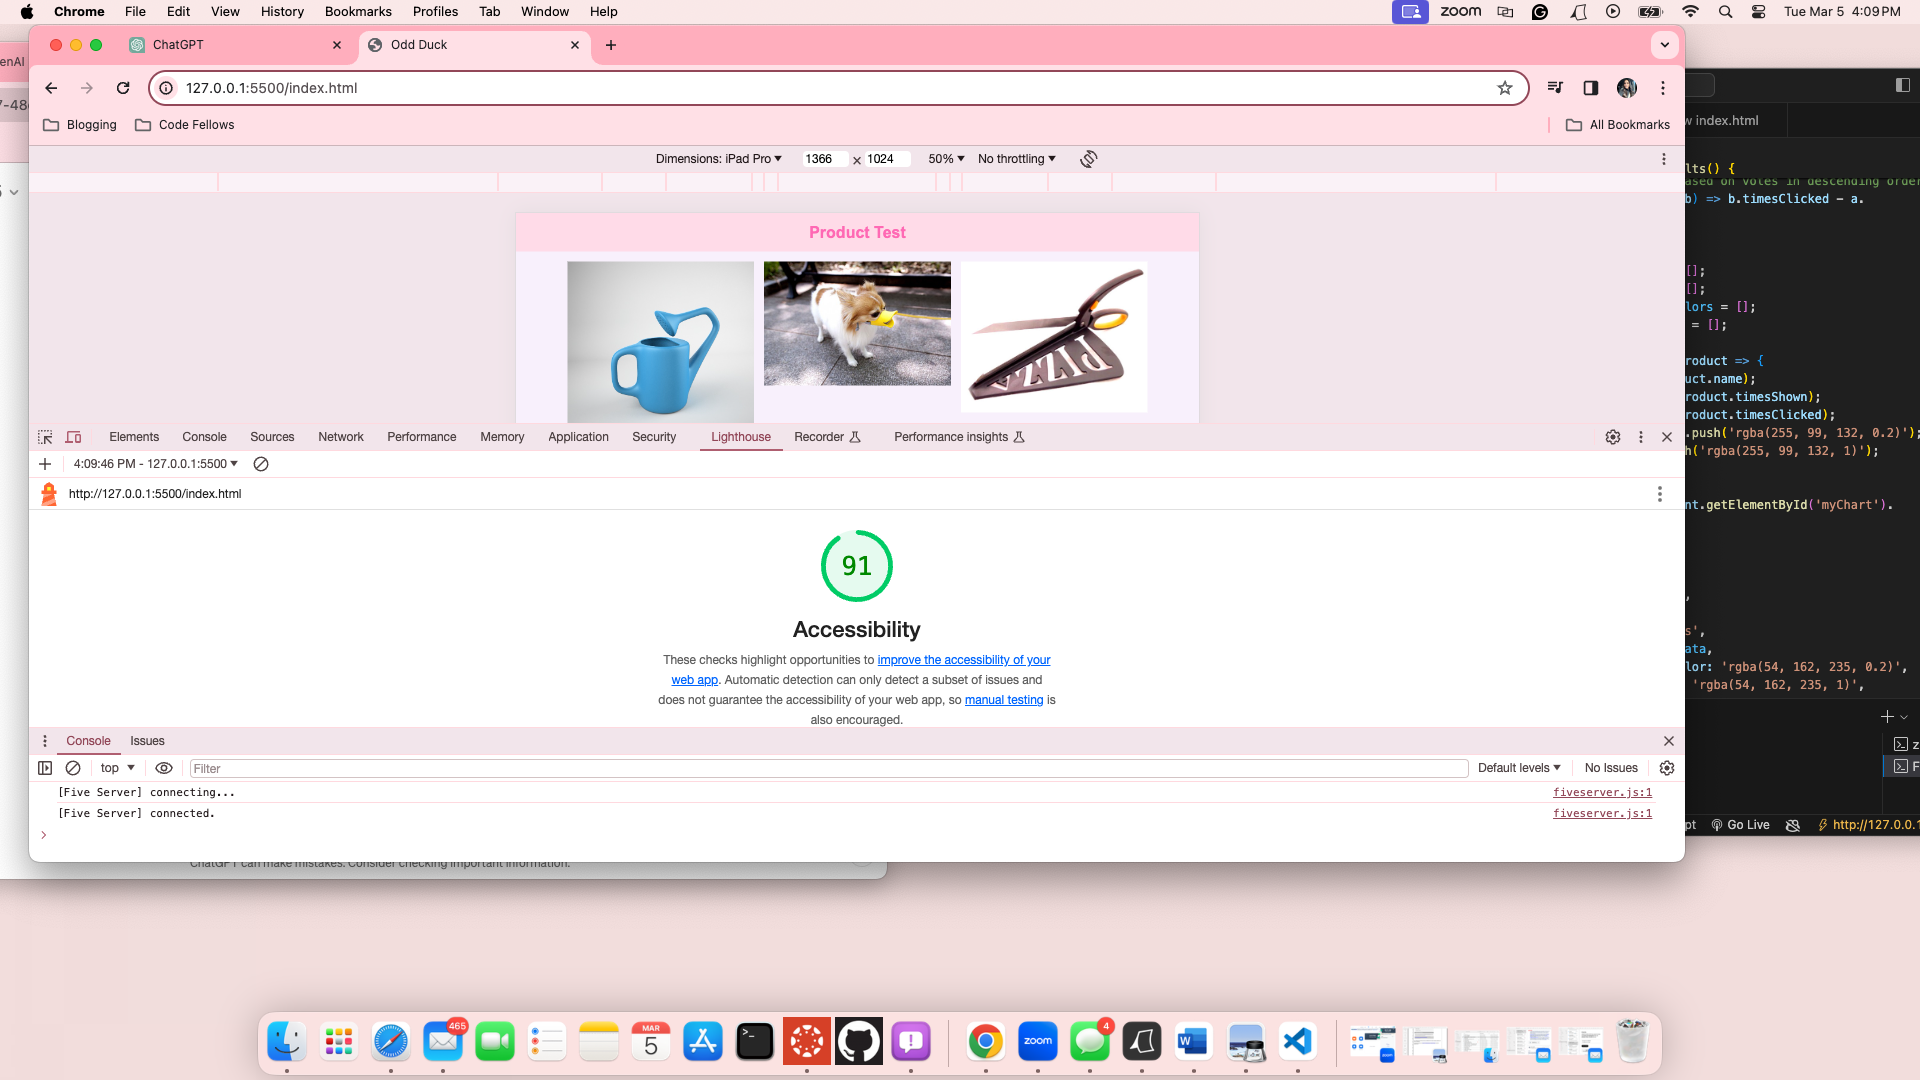 Chrome File Edit View History Bookmarks Profiles Tab Window Help
zoom
Tue Mar 5 4:09 PM
ChatGPT
Odd Duck
enAI
127.0.0.1:5500/index.html
Blogging
Code Fellows
All Bookmarks
index.html
Dimensions: iPad Pro
1366 x 1024
50%
No throttling
lts() {
ased on votes in descending order
b) => b.timesClicked - a.
[];
[];
lors = [];
= [];
roduct => {
uct.name);
roduct.timesShown);
roduct.timesClicked);
.push('rgba(255, 99, 132, 0.2)');
h('rgba(255, 99, 132, 1)');
nt.getElementById('myChart').
s',
ata,
lor: 'rgba(54, 162, 235, 0.2)',
'rgba(54, 162, 235, 1)',
Product Test
PIZZA
Elements Console Sources Network Performance Memory Application Security Lighthouse Recorder Performance insights
4:09:46 PM - 127.0.0.1:5500
http://127.0.0.1:5500/index.html
91
Accessibility
These checks highlight opportunities to improve the accessibility of your
web app. Automatic detection can only detect a subset of issues and
does not guarantee the accessibility of your web app, so manual testing is
also encouraged.
Console Issues
top
Filter
Default levels
No Issues
[Five Server] connecting...
fiveserver.js:1
[Five Server] connected.
fiveserver.js:1
pt
Go Live
http://127.0.0.1
ChatGPT can make mistakes. Consider checking important information.
465
MAR
5
zoom
4
W